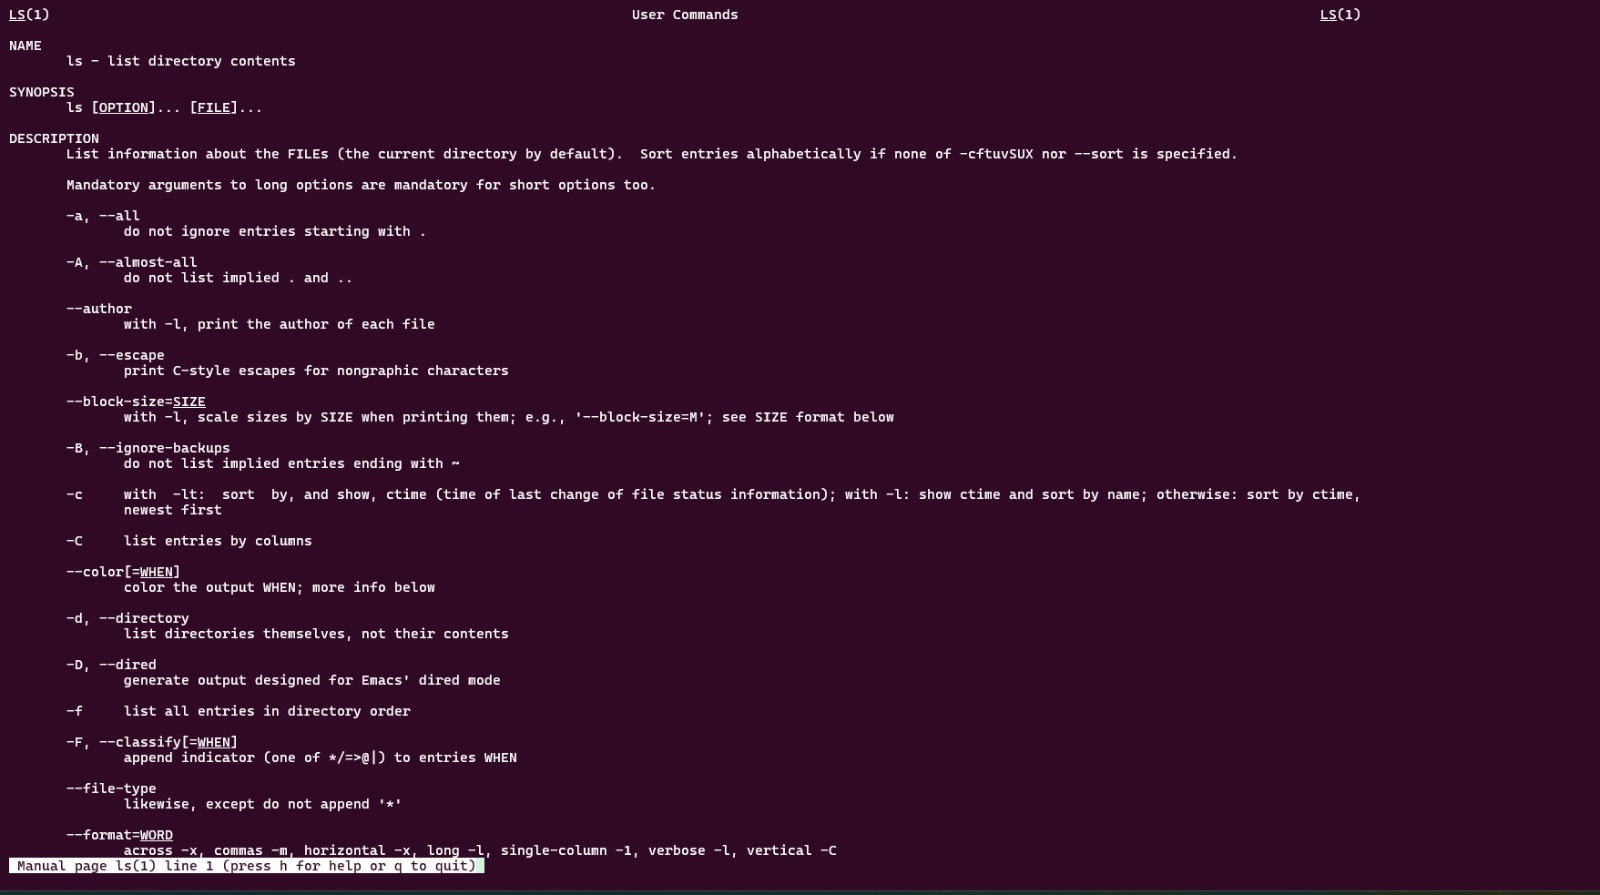 LS(1)                                                                       User Commands                                                                       LS(1)
NAME
       ls - list directory contents
SYNOPSIS
       ls [OPTION]... [FILE]...
DESCRIPTION
       List information about the FILEs (the current directory by default).  Sort entries alphabetically if none of -cftuvSUX nor --sort is specified.
       Mandatory arguments to long options are mandatory for short options too.
       -a, --all
              do not ignore entries starting with .
       -A, --almost-all
              do not list implied . and ..
       --author
              with -l, print the author of each file
       -b, --escape
              print C-style escapes for nongraphic characters
       --block-size=SIZE
              with -l, scale sizes by SIZE when printing them; e.g., '--block-size=M'; see SIZE format below
       -B, --ignore-backups
              do not list implied entries ending with ~
       -c     with  -lt:  sort  by, and show, ctime (time of last change of file status information); with -l: show ctime and sort by name; otherwise: sort by ctime,
              newest first
       -C     list entries by columns
       --color[=WHEN]
              color the output WHEN; more info below
       -d, --directory
              list directories themselves, not their contents
       -D, --dired
              generate output designed for Emacs' dired mode
       -f     list all entries in directory order
       -F, --classify[=WHEN]
              append indicator (one of */=>@|) to entries WHEN
       --file-type
              likewise, except do not append '*'
       --format=WORD
              across -x, commas -m, horizontal -x, long -l, single-column -1, verbose -l, vertical -C
 Manual page ls(1) line 1 (press h for help or q to quit)